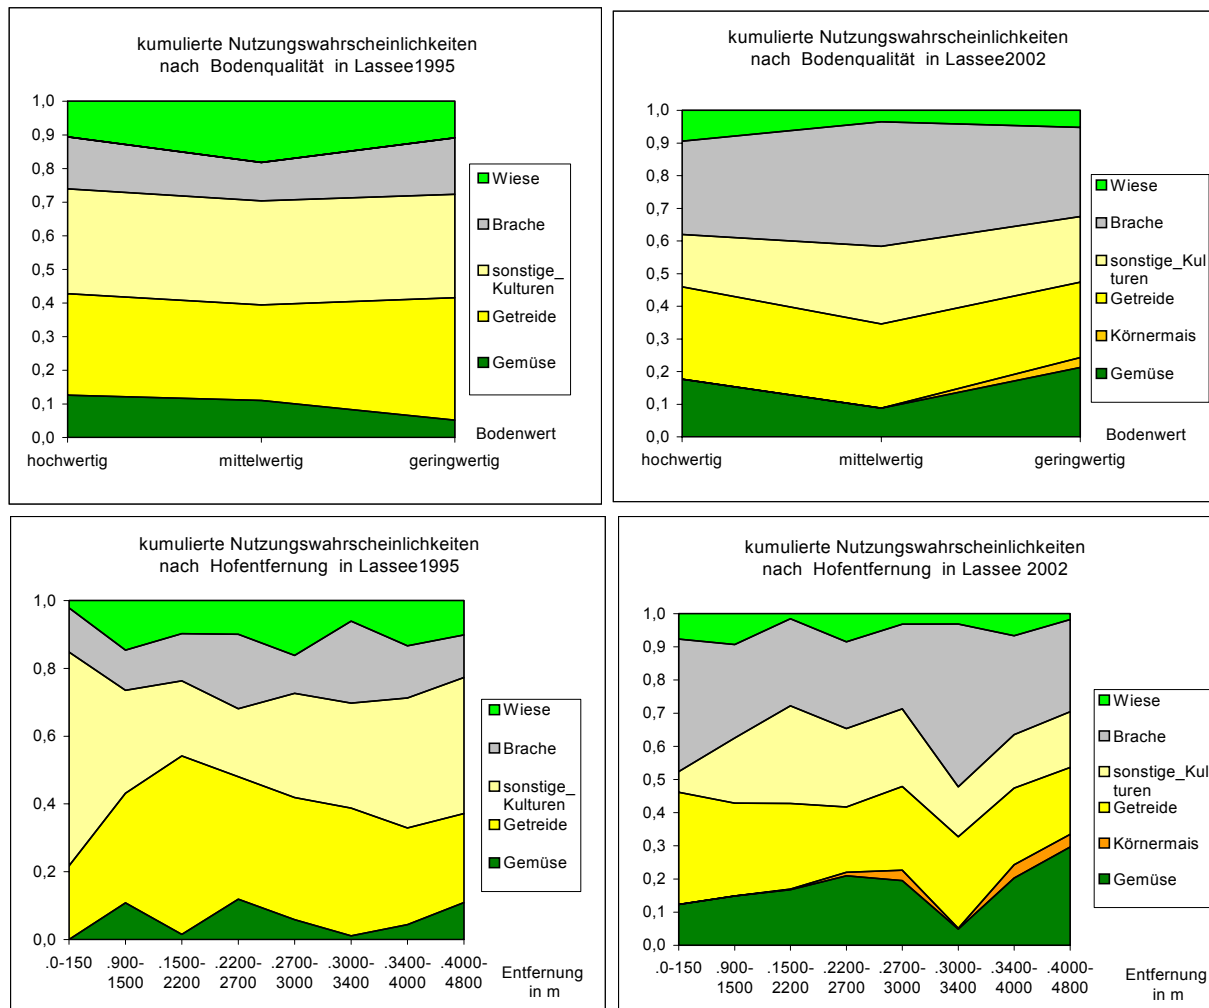 kumulierte Nutzungswahrscheinlichkeiten
nach Bodenqualität in Lassee1995
1,0
0,9
0,8
0,7
0,6
0,5
0,4
0,3
0,2
0,1
0,0
hochwertig mittelwertig geringwertig
Bodenwert
Wiese
Brache
sonstige_
Kulturen
Getreide
Gemüse
kumulierte Nutzungswahrscheinlichkeiten
nach Bodenqualität in Lassee2002
1,0
0,9
0,8
0,7
0,6
0,5
0,4
0,3
0,2
0,1
0,0
hochwertig mittelwertig geringwertig
Bodenwert
Wiese
Brache
sonstige_Kul
turen
Getreide
Körnermais
Gemüse
kumulierte Nutzungswahrscheinlichkeiten
nach Hofentfernung in Lassee1995
1,0
0,8
0,6
0,4
0,2
0,0
.0-150 .900- .1500- .2200- .2700- .3000- .3400- .4000-
1500 2200 2700 3000 3400 4000 4800
Entfernung
in m
Wiese
Brache
sonstige_
Kulturen
Getreide
Gemüse
kumulierte Nutzungswahrscheinlichkeiten
nach Hofentfernung in Lassee 2002
1,0
0,9
0,8
0,7
0,6
0,5
0,4
0,3
0,2
0,1
0,0
.0-150 .900- .1500- .2200- .2700- .3000- .3400- .4000-
1500 2200 2700 3000 3400 4000 4800
Entfernung
in m
Wiese
Brache
sonstige_Kul
turen
Getreide
Körnermais
Gemüse